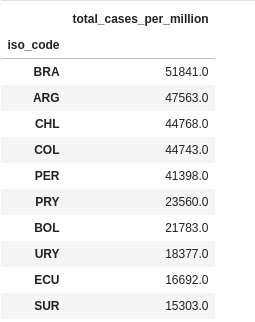 total_cases_per_million
iso_code
BRA 51841.0
ARG 47563.0
CHL 44768.0
COL 44743.0
PER 41398.0
PRY 23560.0
BOL 21783.0
URY 18377.0
ECU 16692.0
SUR 15303.0